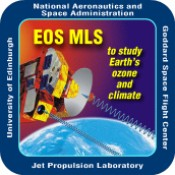 National Aeronautics and
Space Administration
University of Edinburgh
EOS MLS
to study
Earth's
ozone
and
climate
Goddard Space Flight Center
Jet Propulsion Laboratory